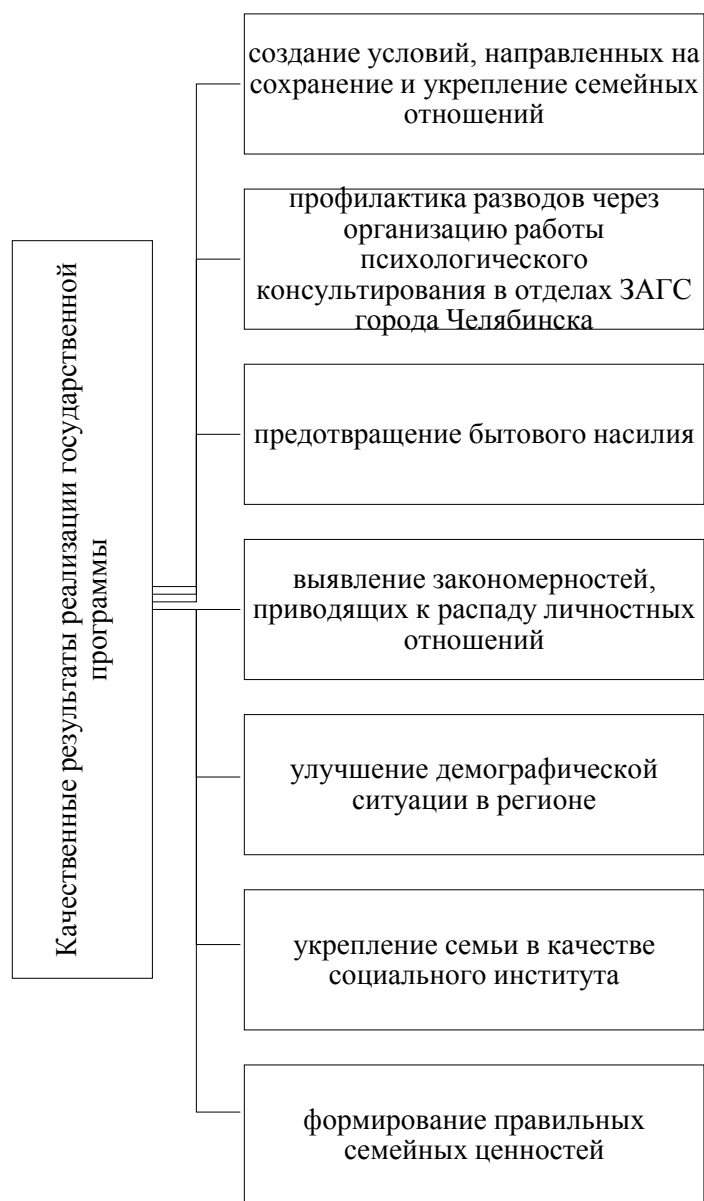 Качественные результаты реализации государственной
программы
создание условий, направленных на
сохранение и укрепление семейных
отношений
профилактика разводов через
организацию работы
психологического
консультирования в отделах ЗАГС
города Челябинска
предотвращение бытового насилия
выявление закономерностей,
приводящих к распаду личностных
отношений
улучшение демографической
ситуации в регионе
укрепление семьи в качестве
социального института
формирование правильных
семейных ценностей